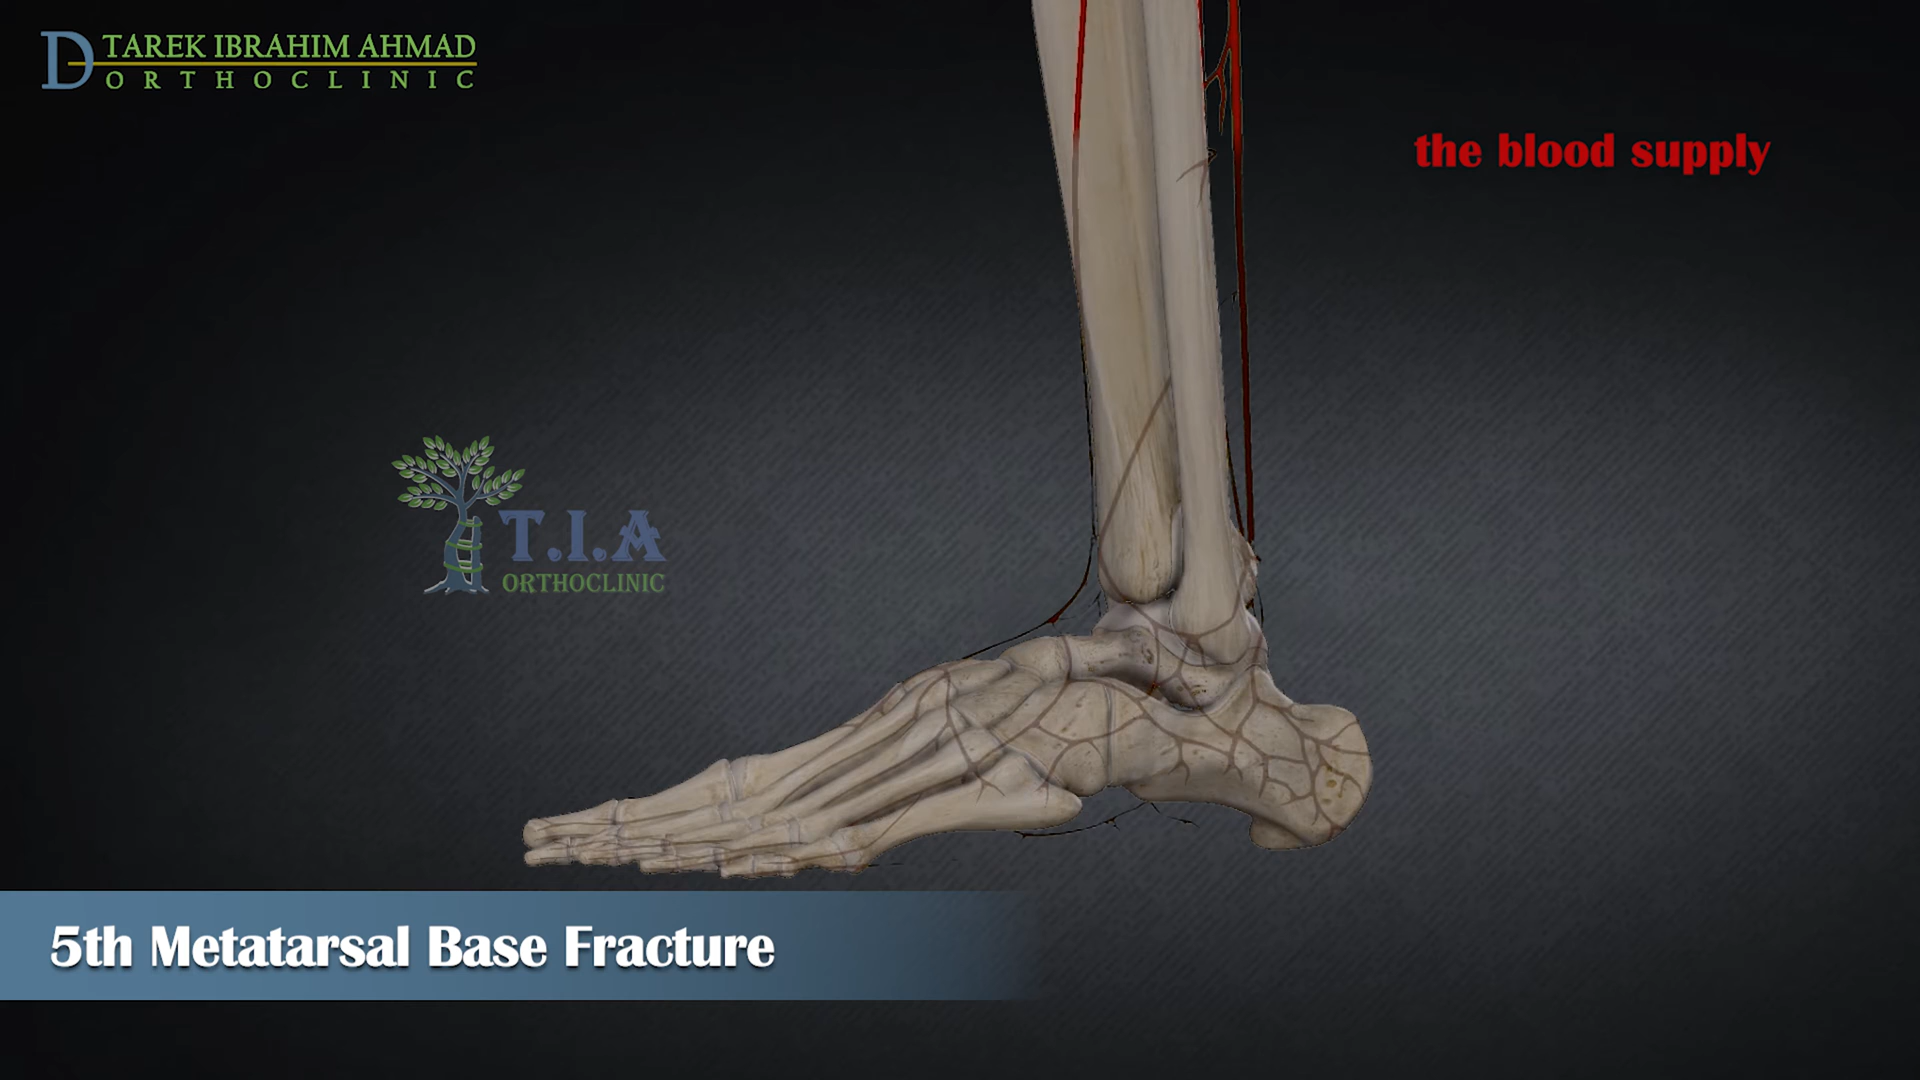 D TAREK IBRAHIM AHMAD
ORTHOCLINIC
the blood supply
T.I.A
ORTHOCLINIC
5th Metatarsal Base Fracture